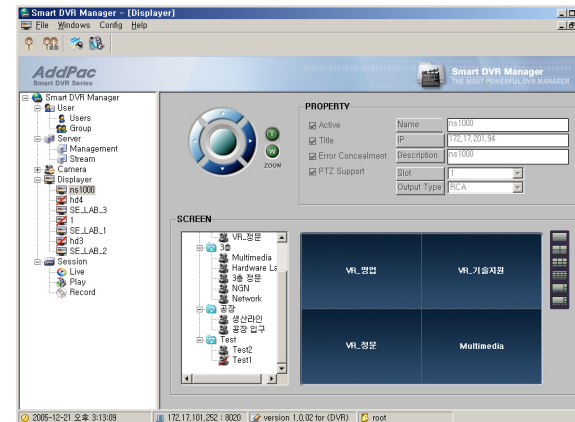 Smart DVR Manager - [Displayer]
File Windows Config Help
AddPac
Smart DVR Series
Smart DVR Manager
THE MOST POWERFUL DVR MANAGER
Smart DVR Manager
User
Users
Group
Server
Management
Stream
Camera
Displayer
ns1000
hd4
SE_LAB_3
1
SE_LAB_1
hd3
SE_LAB_2
Session
Live
Play
Record
T
W
ZOOM
PROPERTY
Active
Name ns1000
Title
IP 172,17,201,94
Error Concealment
Description ns1000
PTZ Support
Slot 1
Output Type RCA
SCREEN
VR_정문
3층
Multimedia
Hardware La
3층 정문
NGN
Network
공장
생산라인
공장 입구
Test
Test2
Test1
VR_영업
VR_기술지원
VR_정문
Multimedia
2005-12-21 오후 3:13:09
172,17,101,252 : 8020
version 1,0,02 for (DVR)
root